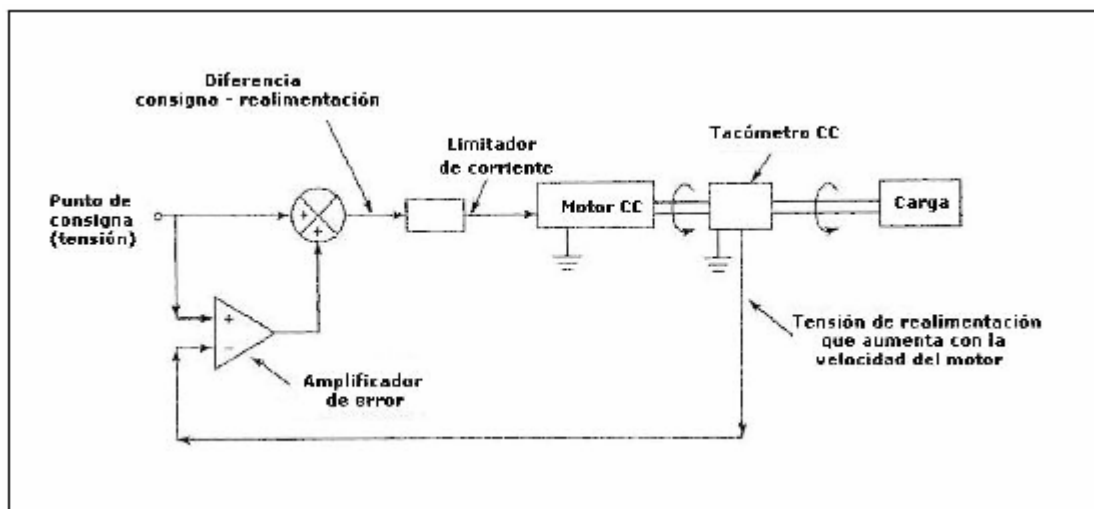 Diferencia
consigna - realimentación
Tacómetro CC
Limitador
de corriente
Punto de
consigna
(tensión)
+
+
Motor CC
Carga
+
-
Tensión de realimentación
que aumenta con la
velocidad del motor
Amplificador
de error